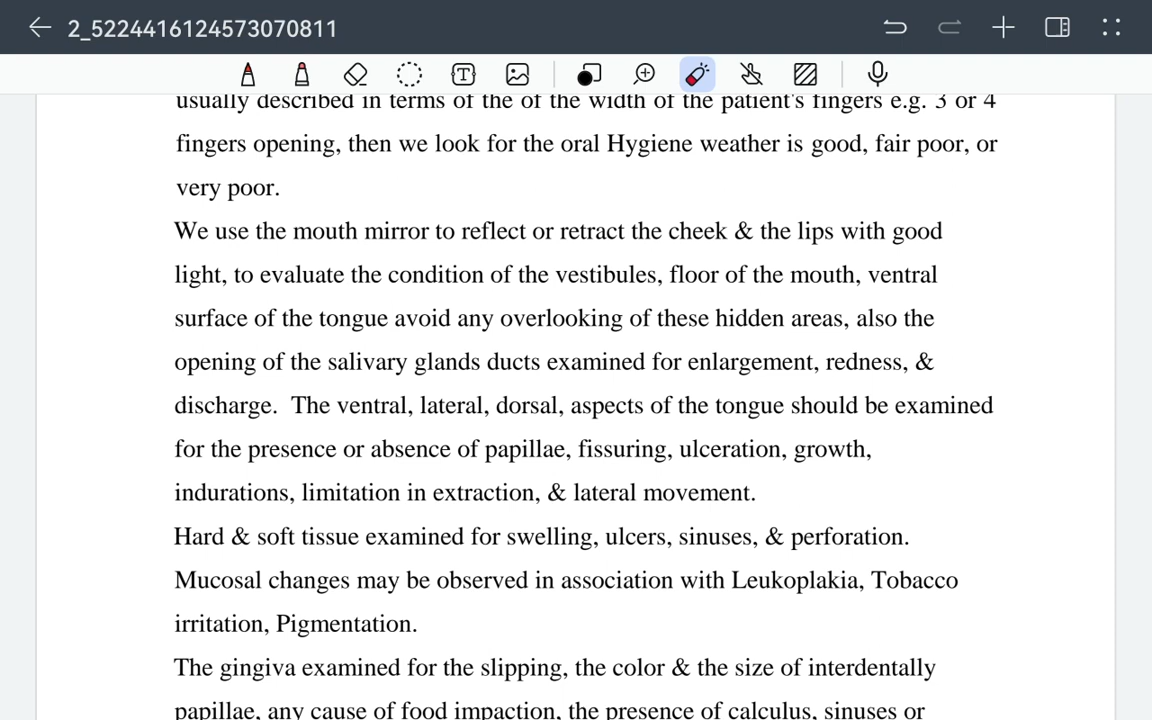 2_5224416124573070811
usually described in terms of the of the width of the patient's fingers e.g. 3 or 4
fingers opening, then we look for the oral Hygiene weather is good, fair poor, or
very poor.
We use the mouth mirror to reflect or retract the cheek & the lips with good
light, to evaluate the condition of the vestibules, floor of the mouth, ventral
surface of the tongue avoid any overlooking of these hidden areas, also the
opening of the salivary glands ducts examined for enlargement, redness, &
discharge.  The ventral, lateral, dorsal, aspects of the tongue should be examined
for the presence or absence of papillae, fissuring, ulceration, growth,
indurations, limitation in extraction, & lateral movement.
Hard & soft tissue examined for swelling, ulcers, sinuses, & perforation.
Mucosal changes may be observed in association with Leukoplakia, Tobacco
irritation, Pigmentation.
The gingiva examined for the slipping, the color & the size of interdentally
papillae, any cause of food impaction, the presence of calculus, sinuses or